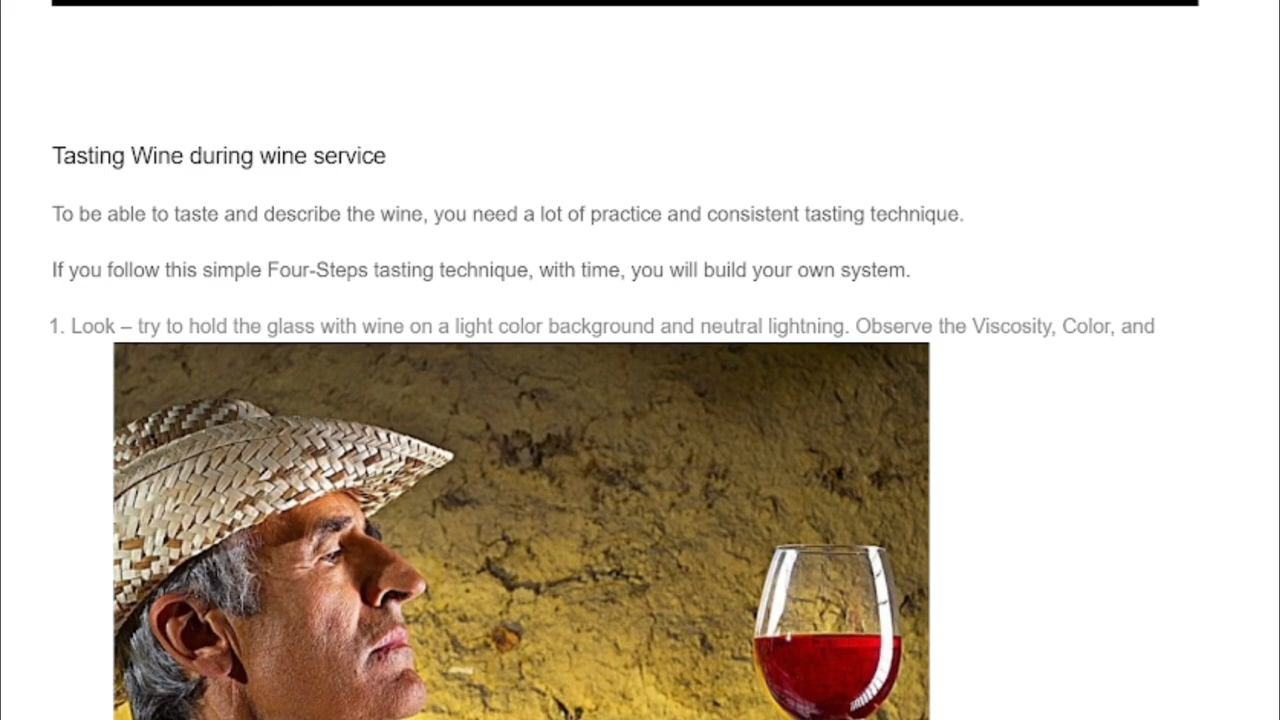 Tasting Wine during wine service
To be able to taste and describe the wine, you need a lot of practice and consistent tasting technique.
If you follow this simple Four-Steps tasting technique, with time, you will build your own system.
1. Look – try to hold the glass with wine on a light color background and neutral lightning. Observe the Viscosity, Color, and